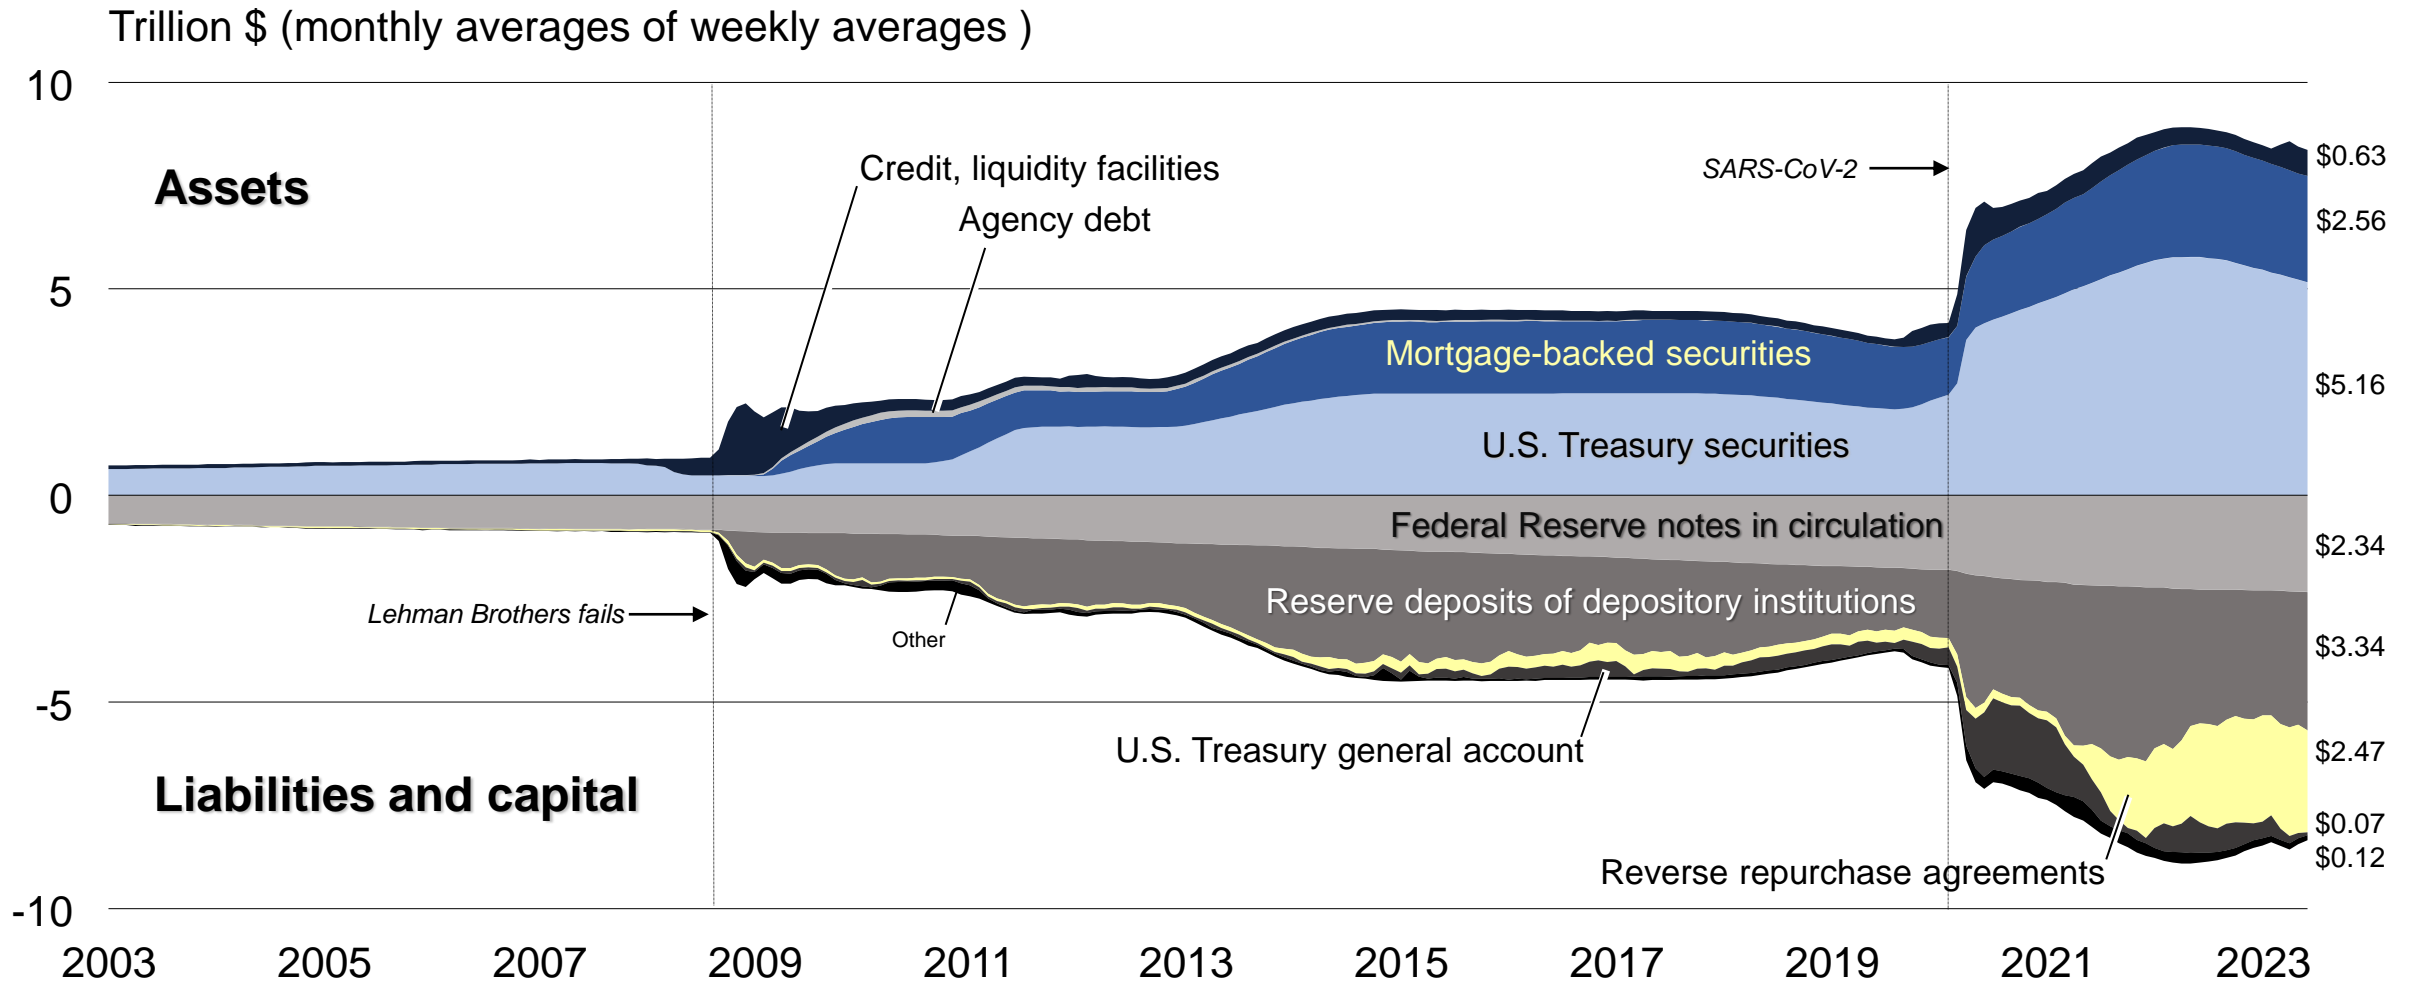 Trillion $ (monthly averages of weekly averages )
10
5
0
-5
-10
Assets
Credit, liquidity facilities
Agency debt
SARS-CoV-2
Mortgage-backed securities
U.S. Treasury securities
Federal Reserve notes in circulation
Reserve deposits of depository institutions
Lehman Brothers fails
Other
U.S. Treasury general account
Liabilities and capital
Reverse repurchase agreements
$0.63
$2.56
$5.16
$2.34
$3.34
$2.47
$0.07
$0.12
2003 2005 2007 2009 2011 2013 2015 2017 2019 2021 2023